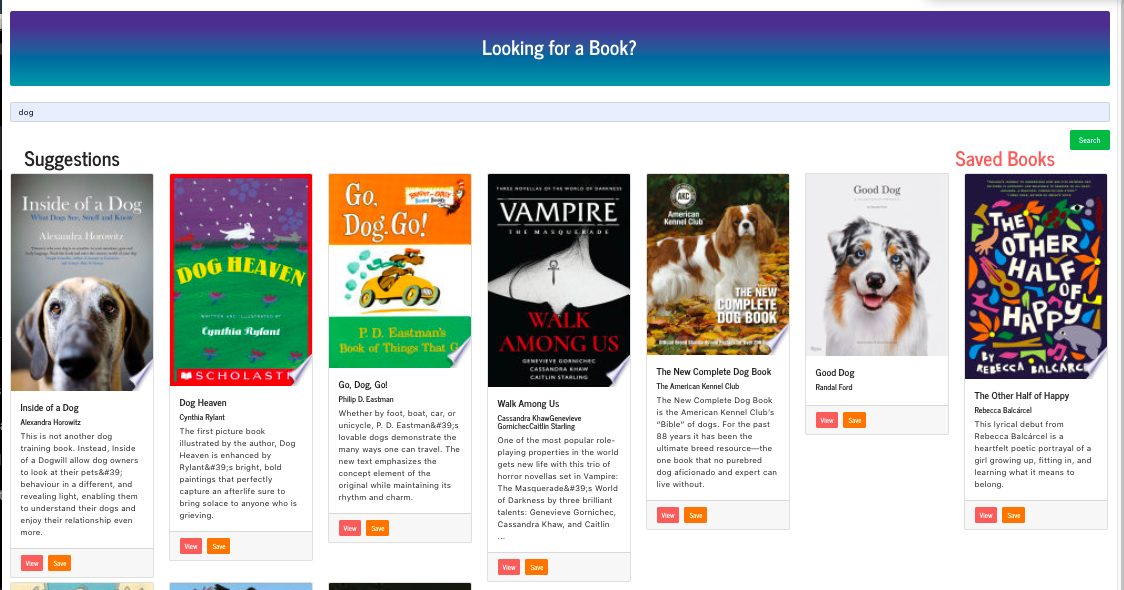 Looking for a Book?
dog
Search
Suggestions
Saved Books
Inside of a Dog
What Dogs See, Smell and Know
Alexandra Horowitz
Inside of a Dog
Alexandra Horowitz
This is not another dog
training book. Instead, Inside
of a Dogwill allow dog owners
to look at their pets&#39;
behaviour in a different, and
revealing light, enabling them
to understand their dogs and
enjoy their relationship even
more.
View
Save
DOG HEAVEN
WRITTEN AND ILLUSTRATED BY
Cynthia Rylant
SCHOLASTI
Dog Heaven
Cynthia Rylant
The first picture book
illustrated by the author, Dog
Heaven is enhanced by
Rylant&#39;s bright, bold
paintings that perfectly
capture an afterlife sure to
bring solace to anyone who is
grieving.
View
Save
Go,
Dog. Go!
BRIGHT and EARLY
Board Books
P. D. Eastman's
Book of Things That G
Go, Dog, Go!
Philip D. Eastman
Whether by foot, boat, car, or
unicycle, P. D. Eastman&#39;s
lovable dogs demonstrate the
many ways one can travel. The
new text emphasizes the
concept element of the
original while maintaining its
rhythm and charm.
View
Save
THREE NOVELLAS OF THE WORLD OF DARKNESS
VAMPIRE
THE MASQUERADE
WALK
AMONG US
GENEVIEVE GORNICHEC
CASSANDRA KHAW
CAITLIN STARLING
Walk Among Us
Cassandra KhawGenevieve
GornichecCaitlin Starling
One of the most popular role-
playing properties in the world
gets new life with this trio of
horror novellas set in Vampire:
The Masquerade&#39;s World
of Darkness by three brilliant
talents: Genevieve Gornichec,
Cassandra Khaw, and Caitlin
...
View
Save
AKC
American
Kennel Club
THE NEW
COMPLETE
DOG BOOK
The New Complete Dog Book
The American Kennel Club
The New Complete Dog Book
is the American Kennel Club's
"Bible" of dogs. For the past
88 years it has been the
ultimate breed resource—the
one book that no purebred
dog aficionado and expert can
live without.
View
Save
Good Dog
Good Dog
Randal Ford
View
Save
THE
OTHER
HALF
OF
HAPPY
BY
REBECCA BALCÁRCEL
The Other Half of Happy
Rebecca Balcárcel
This lyrical debut from
Rebecca Balcárcel is a
heartfelt poetic portrayal of a
girl growing up, fitting in, and
learning what it means to
belong.
View
Save